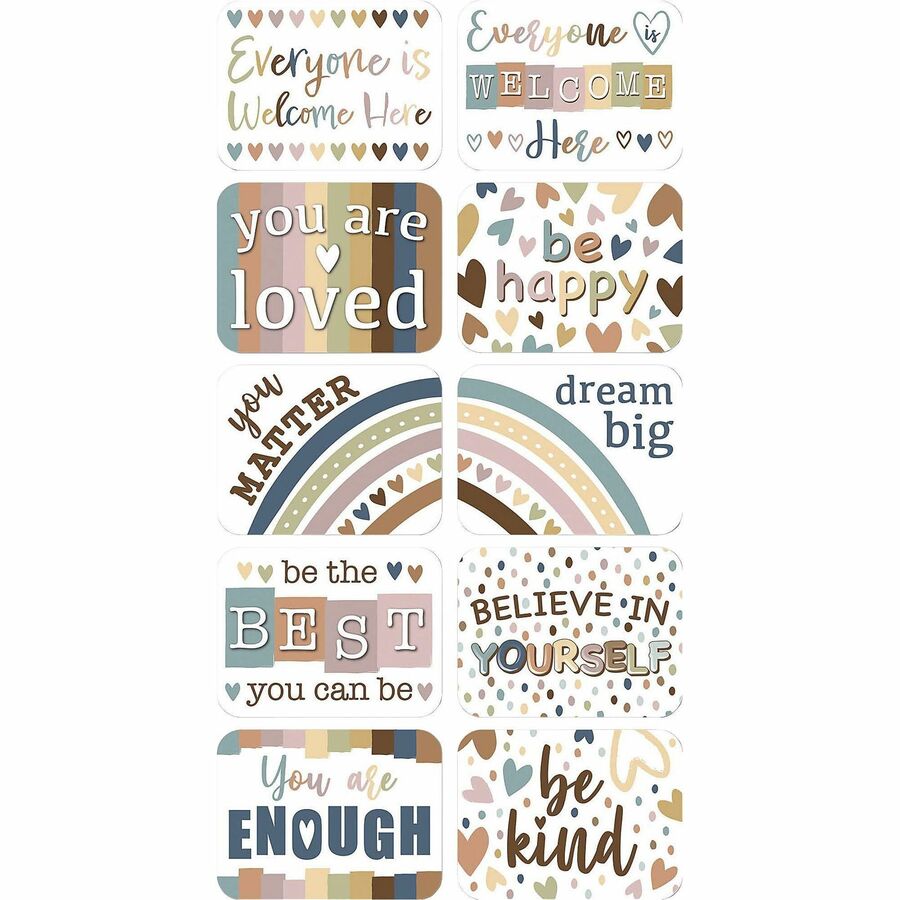 Everyone is
Welcome Here
Everyone is
WELCOME
Here
you are
loved
be
happy
you
MATTER
dream
big
be the
BEST
you can be
BELIEVE IN
YOURSELF
You are
ENOUGH
be
kind